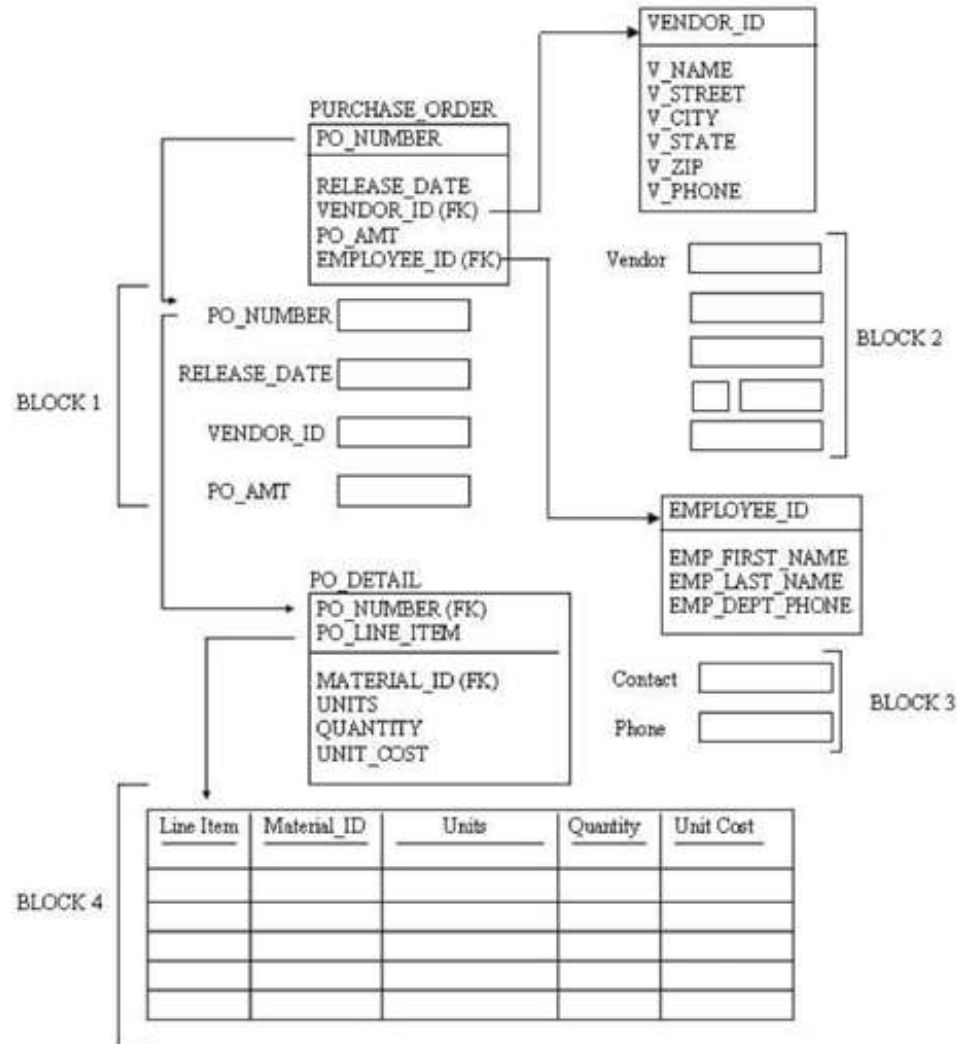 VENDOR_ID
V_NAME
V_STREET
V_CITY
V_STATE
V_ZIP
V_PHONE
PURCHASE_ORDER
PO_NUMBER
RELEASE_DATE
VENDOR_ID (FK)
PO_AMT
EMPLOYEE_ID (FK)
Vendor
BLOCK 2
BLOCK 1
PO_NUMBER
RELEASE_DATE
VENDOR_ID
PO_AMT
EMPLOYEE_ID
EMP_FIRST_NAME
EMP_LAST_NAME
EMP_DEPT_PHONE
PO_DETAIL
PO_NUMBER (FK)
PO_LINE_ITEM
MATERIAL_ID (FK)
UNITS
QUANTITY
UNIT_COST
Contact
Phone
BLOCK 3
Line Item Material_ID Units Quantity Unit Cost
BLOCK 4